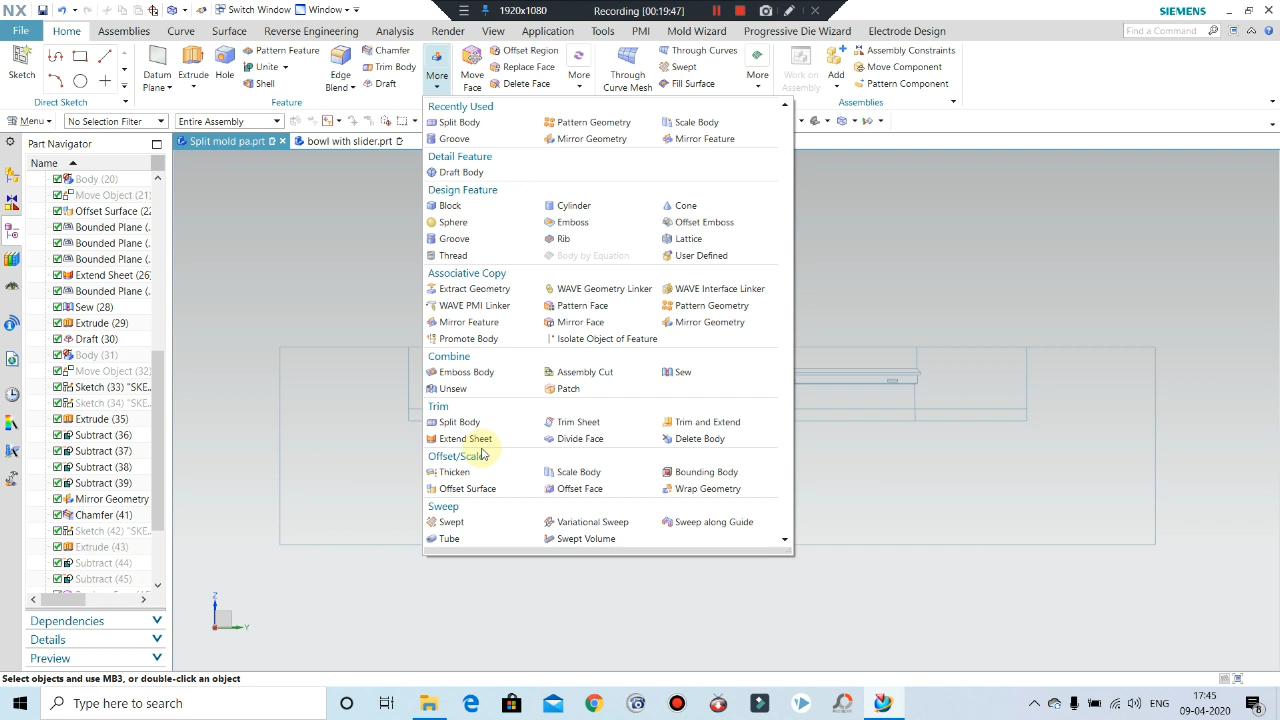 NX Switch Window Window 1920x1080 Recording [00:19:47] SIEMENS
File Home Assemblies Curve Surface Reverse Engineering Analysis Render View Application Tools PMI Mold Wizard Progressive Die Wizard Electrode Design Find a Command
Sketch Datum Plane Extrude Hole Pattern Feature Unite Shell Edge Blend Chamfer Trim Body Draft More Move Face Offset Region Replace Face Delete Face More Through Curve Mesh Through Curves Swept Fill Surface More Work on Assembly Add Assembly Constraints Move Component Pattern Component
Direct Sketch Feature Assemblies
Menu No Selection Filter Entire Assembly
Part Navigator Split mold pa.prt bowl with slider.prt
Name
Body (20)
Move Object (21)
Offset Surface (22
Bounded Plane (.
Bounded Plane (.
Bounded Plane (.
Extend Sheet (26)
Bounded Plane (.
Sew (28)
Extrude (29)
Draft (30)
Body (31)
Move Object (32)
Sketch (33) "SKE..
Sketch (34) "SKE..
Extrude (35)
Subtract (36)
Subtract (37)
Subtract (38)
Subtract (39)
Mirror Geometry
Chamfer (41)
Sketch (42) "SKE..
Extrude (43)
Subtract (44)
Subtract (45)
Dependencies
Details
Preview
Recently Used
Split Body Pattern Geometry Scale Body
Groove Mirror Geometry Mirror Feature
Detail Feature
Draft Body
Design Feature
Block Cylinder Cone
Sphere Emboss Offset Emboss
Groove Rib Lattice
Thread Body by Equation User Defined
Associative Copy
Extract Geometry WAVE Geometry Linker WAVE Interface Linker
WAVE PMI Linker Pattern Face Pattern Geometry
Mirror Feature Mirror Face Mirror Geometry
Promote Body Isolate Object of Feature
Combine
Emboss Body Assembly Cut Sew
Unsew Patch
Trim
Split Body Trim Sheet Trim and Extend
Extend Sheet Divide Face Delete Body
Offset/Scale
Thicken Scale Body Bounding Body
Offset Surface Offset Face Wrap Geometry
Sweep
Swept Variational Sweep Sweep along Guide
Tube Swept Volume
Z
Y
Select objects and use MB3, or double-click an object
Type here to search ENG 17:45
09-04-2020